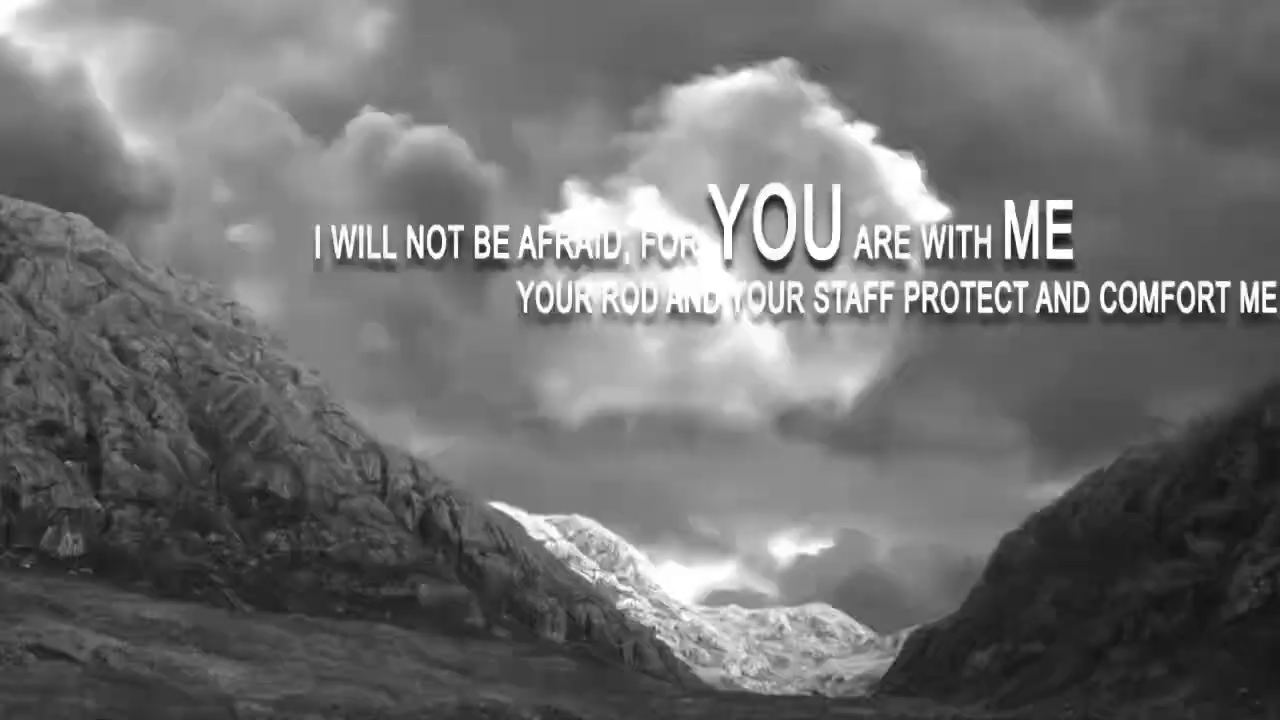 I WILL NOT BE AFRAID, FOR YOU ARE WITH ME
YOUR ROD AND YOUR STAFF PROTECT AND COMFORT ME